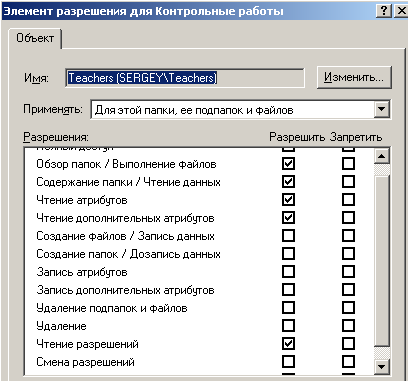 Элемент разрешения для Контрольные работы
Объект
Имя: Teachers (SERGEY\Teachers) Изменить...
Применять: Для этой папки, ее подпапок и файлов
Разрешения: Разрешить Запретить
Полный доступ
Обзор папок / Выполнение файлов
Содержание папки / Чтение данных
Чтение атрибутов
Чтение дополнительных атрибутов
Создание файлов / Запись данных
Создание папок / Дозапись данных
Запись атрибутов
Запись дополнительных атрибутов
Удаление подпапок и файлов
Удаление
Чтение разрешений
Смена разрешений